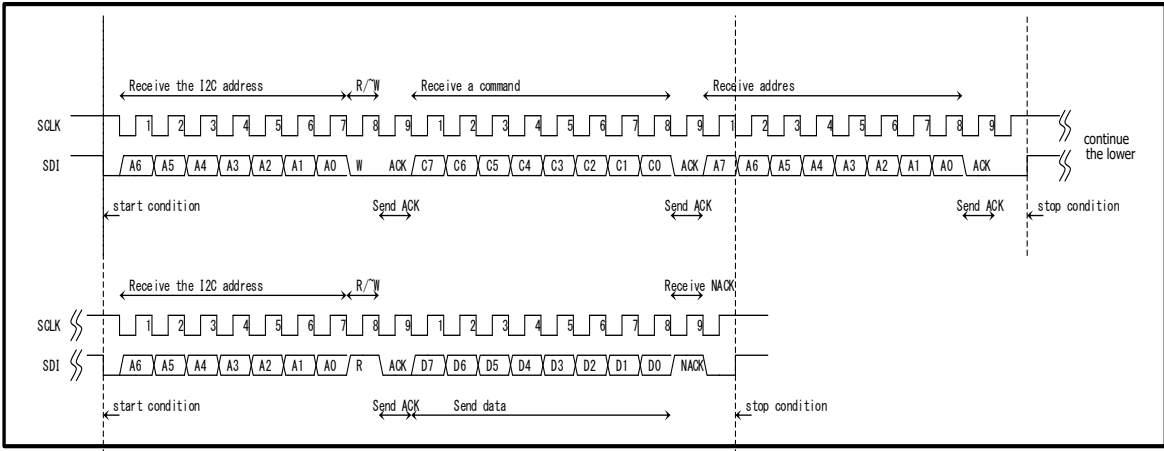 Receive the I2C address R/~W Receive a command Receive addres
SCLK 1 2 3 4 5 6 7 8 9 1 2 3 4 5 6 7 8 9 1 2 3 4 5 6 7 8 9
continue
the lower
SDI A6 A5 A4 A3 A2 A1 A0 W ACK C7 C6 C5 C4 C3 C2 C1 C0 ACK A7 A6 A5 A4 A3 A2 A1 A0 ACK
start condition Send ACK Send ACK Send ACK stop condition
Receive the I2C address R/~W Receive NACK
SCLK 1 2 3 4 5 6 7 8 9 1 2 3 4 5 6 7 8 9
SDI A6 A5 A4 A3 A2 A1 A0 R ACK D7 D6 D5 D4 D3 D2 D1 D0 NACK
start condition Send ACK Send data stop condition